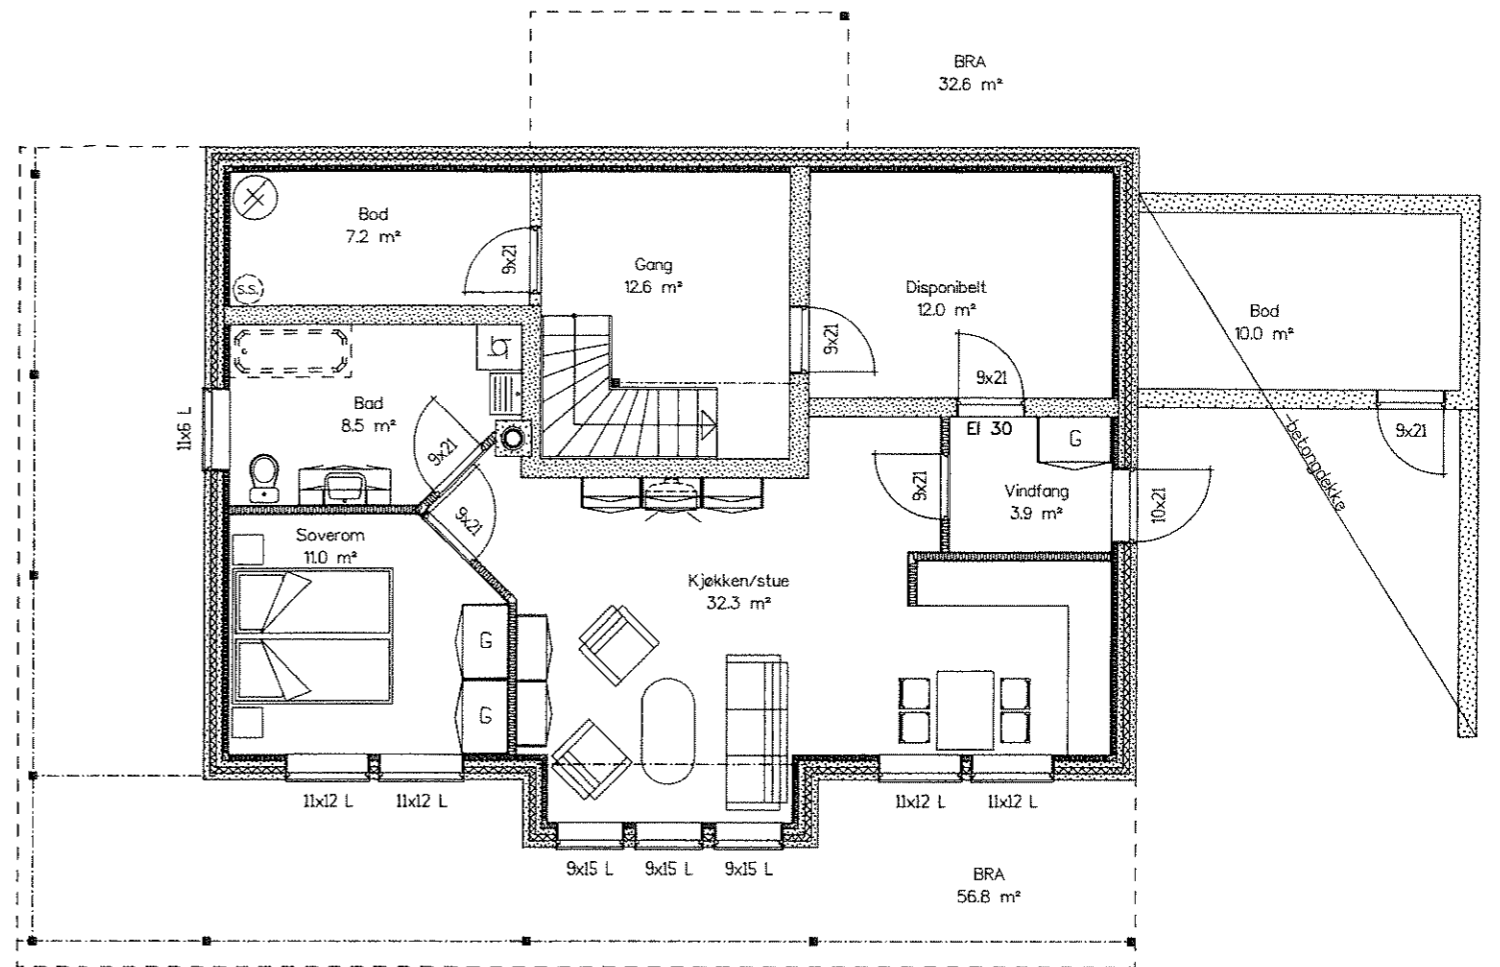 BRA
32.6 m²
Bod
7.2 m²
9x21
S.S.
Gang
12.6 m²
Disponibelt
12.0 m²
9x21
9x21
Bod
10.0 m²
9x21
betongdekke
11x6 L
Bad
8.5 m²
9x21
9x21
EI 30
G
9x21
Vindfang
3.9 m²
10x21
Soverom
11.0 m²
G
G
Kjøkken/stue
32.3 m²
11x12 L
11x12 L
9x15 L
9x15 L
9x15 L
11x12 L
11x12 L
BRA
56.8 m²